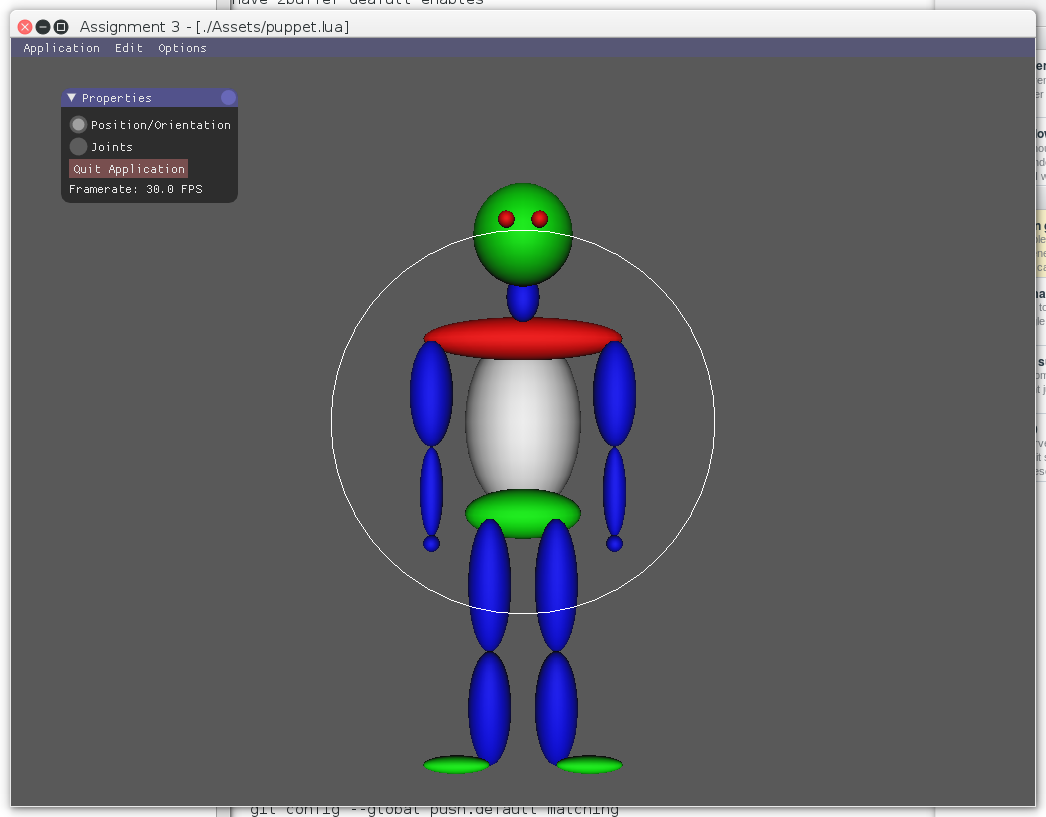 have zbuffer deafult enables
Assignment 3 - [./Assets/puppet.lua]
Application Edit Options
Properties
Position/Orientation
Joints
Quit Application
Framerate: 30.0 FPS
git config --global push.default matching